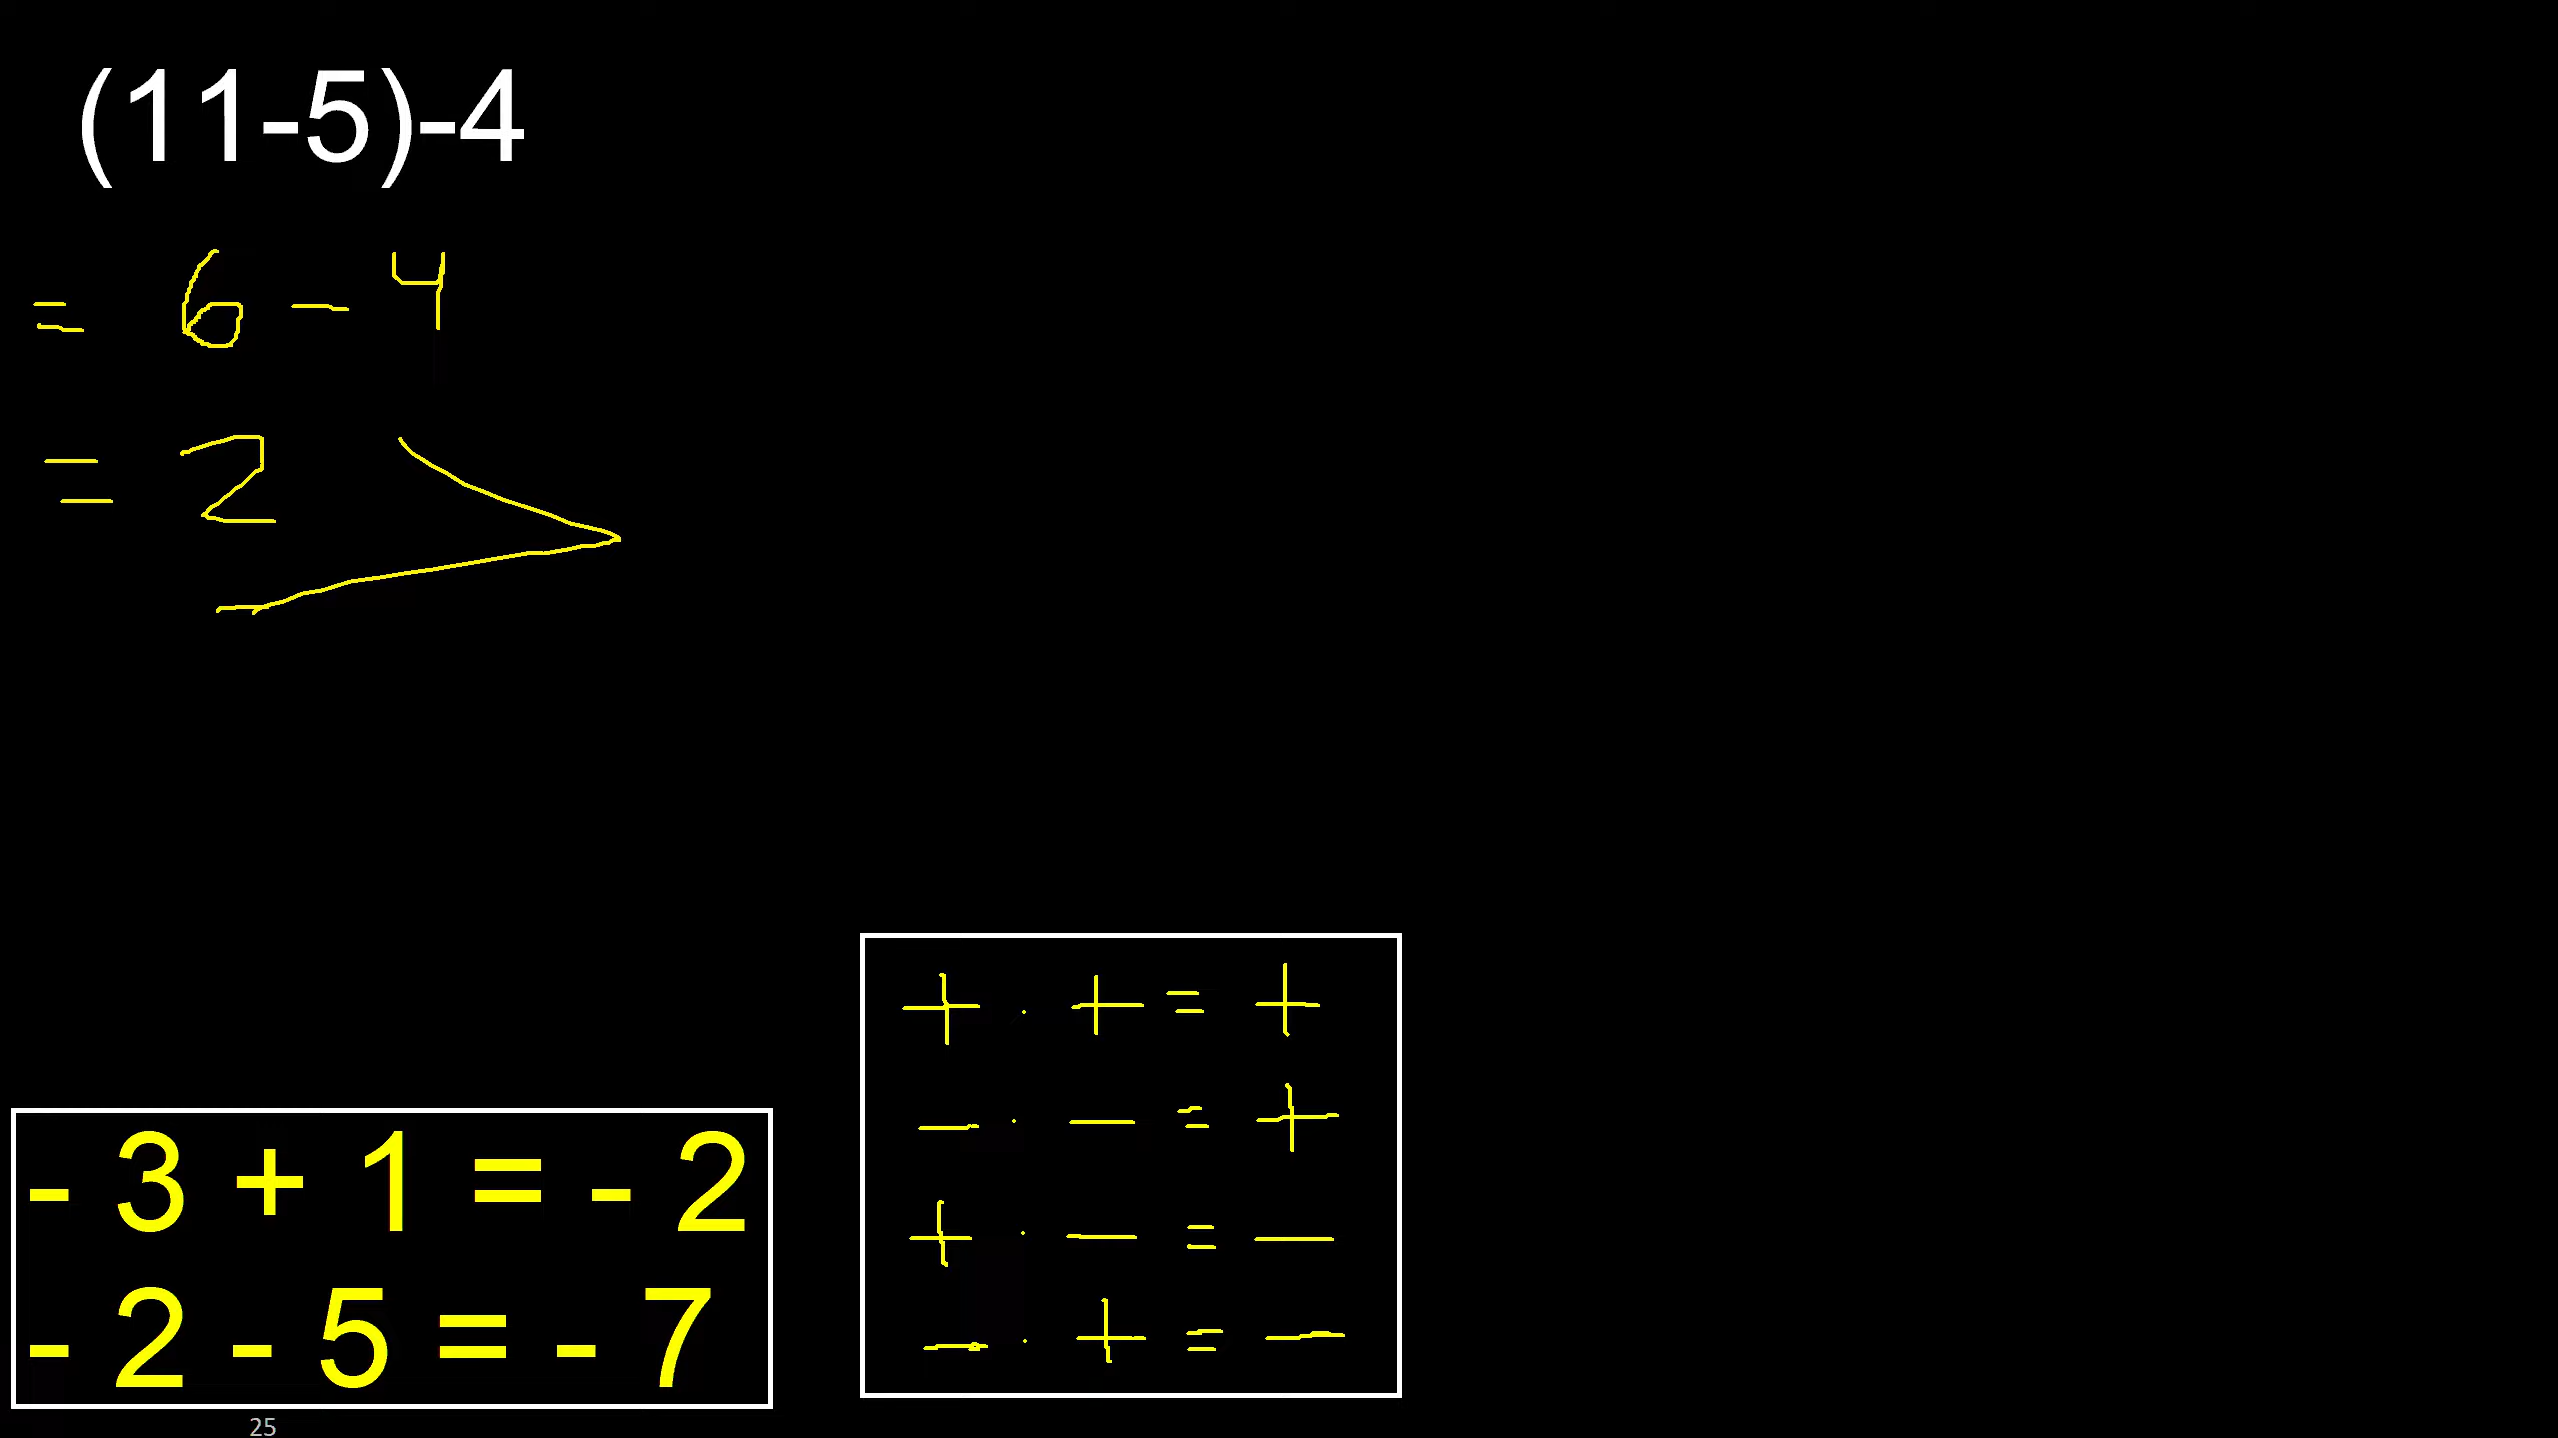 (11-5)-4
= 6 - 4
= 2
- 3 + 1 = - 2
- 2 - 5 = - 7
+ . + = +
- . - = +
+ . - = -
- . + = -
25